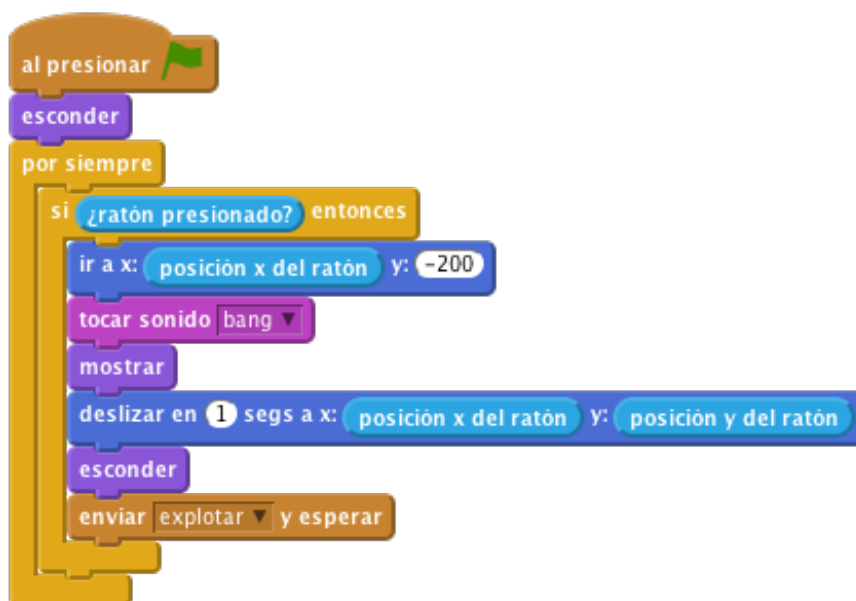 al presionar
esconder
por siempre
si ¿ratón presionado? entonces
ir a x: posición x del ratón y: -200
tocar sonido bang
mostrar
deslizar en 1 segs a x: posición x del ratón y: posición y del ratón
esconder
enviar explotar y esperar